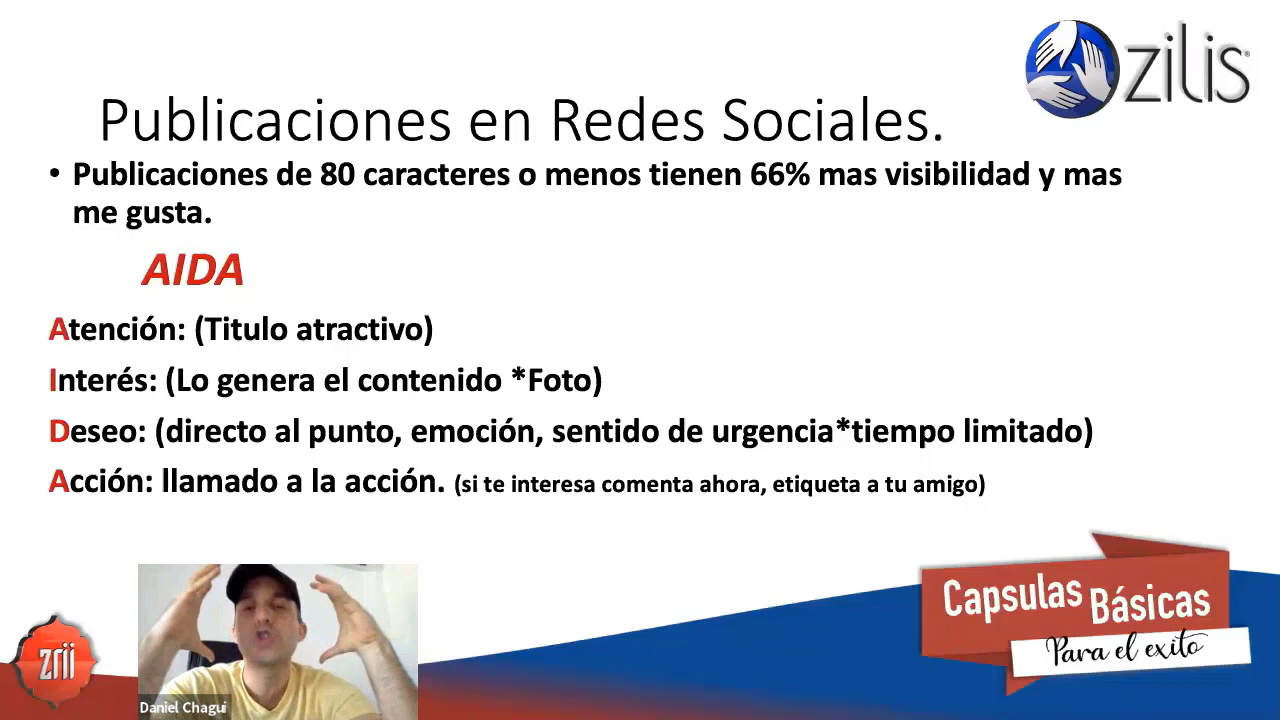 zilis
Publicaciones en Redes Sociales.
• Publicaciones de 80 caracteres o menos tienen 66% mas visibilidad y mas
me gusta.
AIDA
Atención: (Titulo atractivo)
Interés: (Lo genera el contenido *Foto)
Deseo: (directo al punto, emoción, sentido de urgencia*tiempo limitado)
Acción: llamado a la acción. (si te interesa comenta ahora, etiqueta a tu amigo)
Capsulas Básicas
Para el exito
zrii
Daniel Chagui